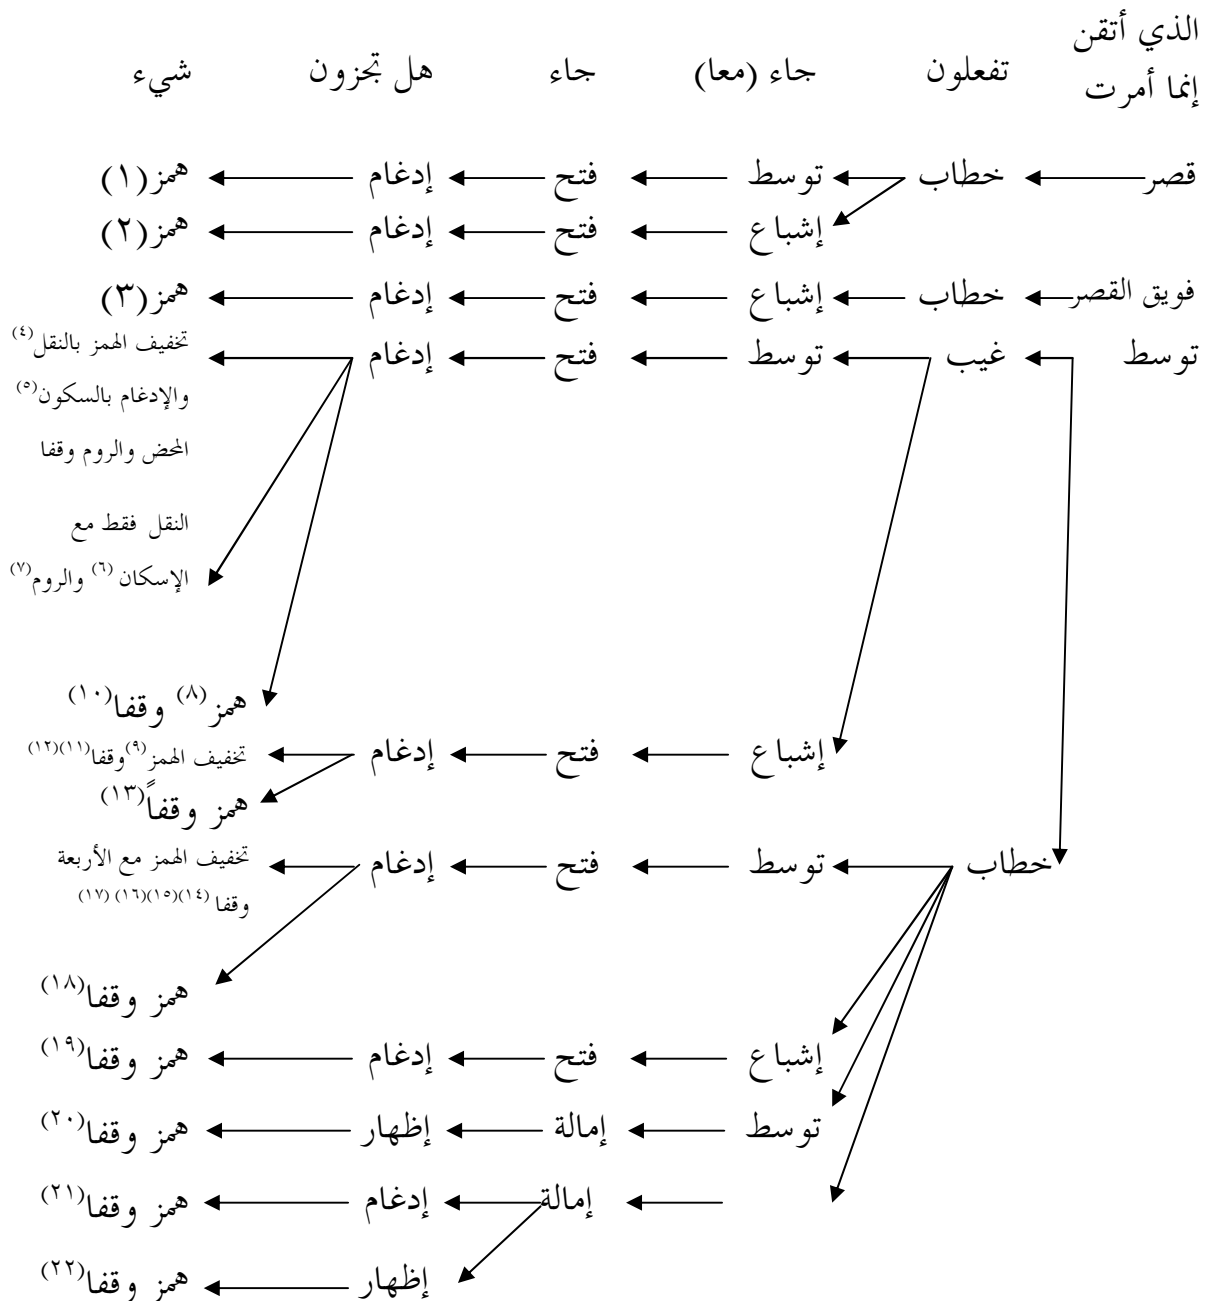 الذي أتقن
إنما أمرت
تفعلون
جاء (معا)
جاء
هل تجزون
شيء
قصر خطاب توسط فتح إدغام همز (١)
إشباع فتح إدغام همز (٢)
فويق القصر خطاب إشباع فتح إدغام همز (٣)
توسط غيب توسط فتح إدغام تخفيف الهمز بالنقل (٤)
والإدغام بالسكون (٥)
المحض والروم وقفا
النقل فقط مع
الإسكان (٦) والروم (٧)
همز (٨) وقفا (١٠)
إشباع فتح إدغام تخفيف الهمز (٩) وقفا (١١)(١٢)
همز وقفاً (١٣)
خطاب توسط فتح إدغام تخفيف الهمز مع الأربعة
وقفا (١٤)(١٥)(١٦)(١٧)
همز وقفا (١٨)
إشباع فتح إدغام همز وقفا (١٩)
توسط إمالة إظهار همز وقفا (٢٠)
إمالة إدغام همز وقفا (٢١)
إظهار همز وقفا (٢٢)